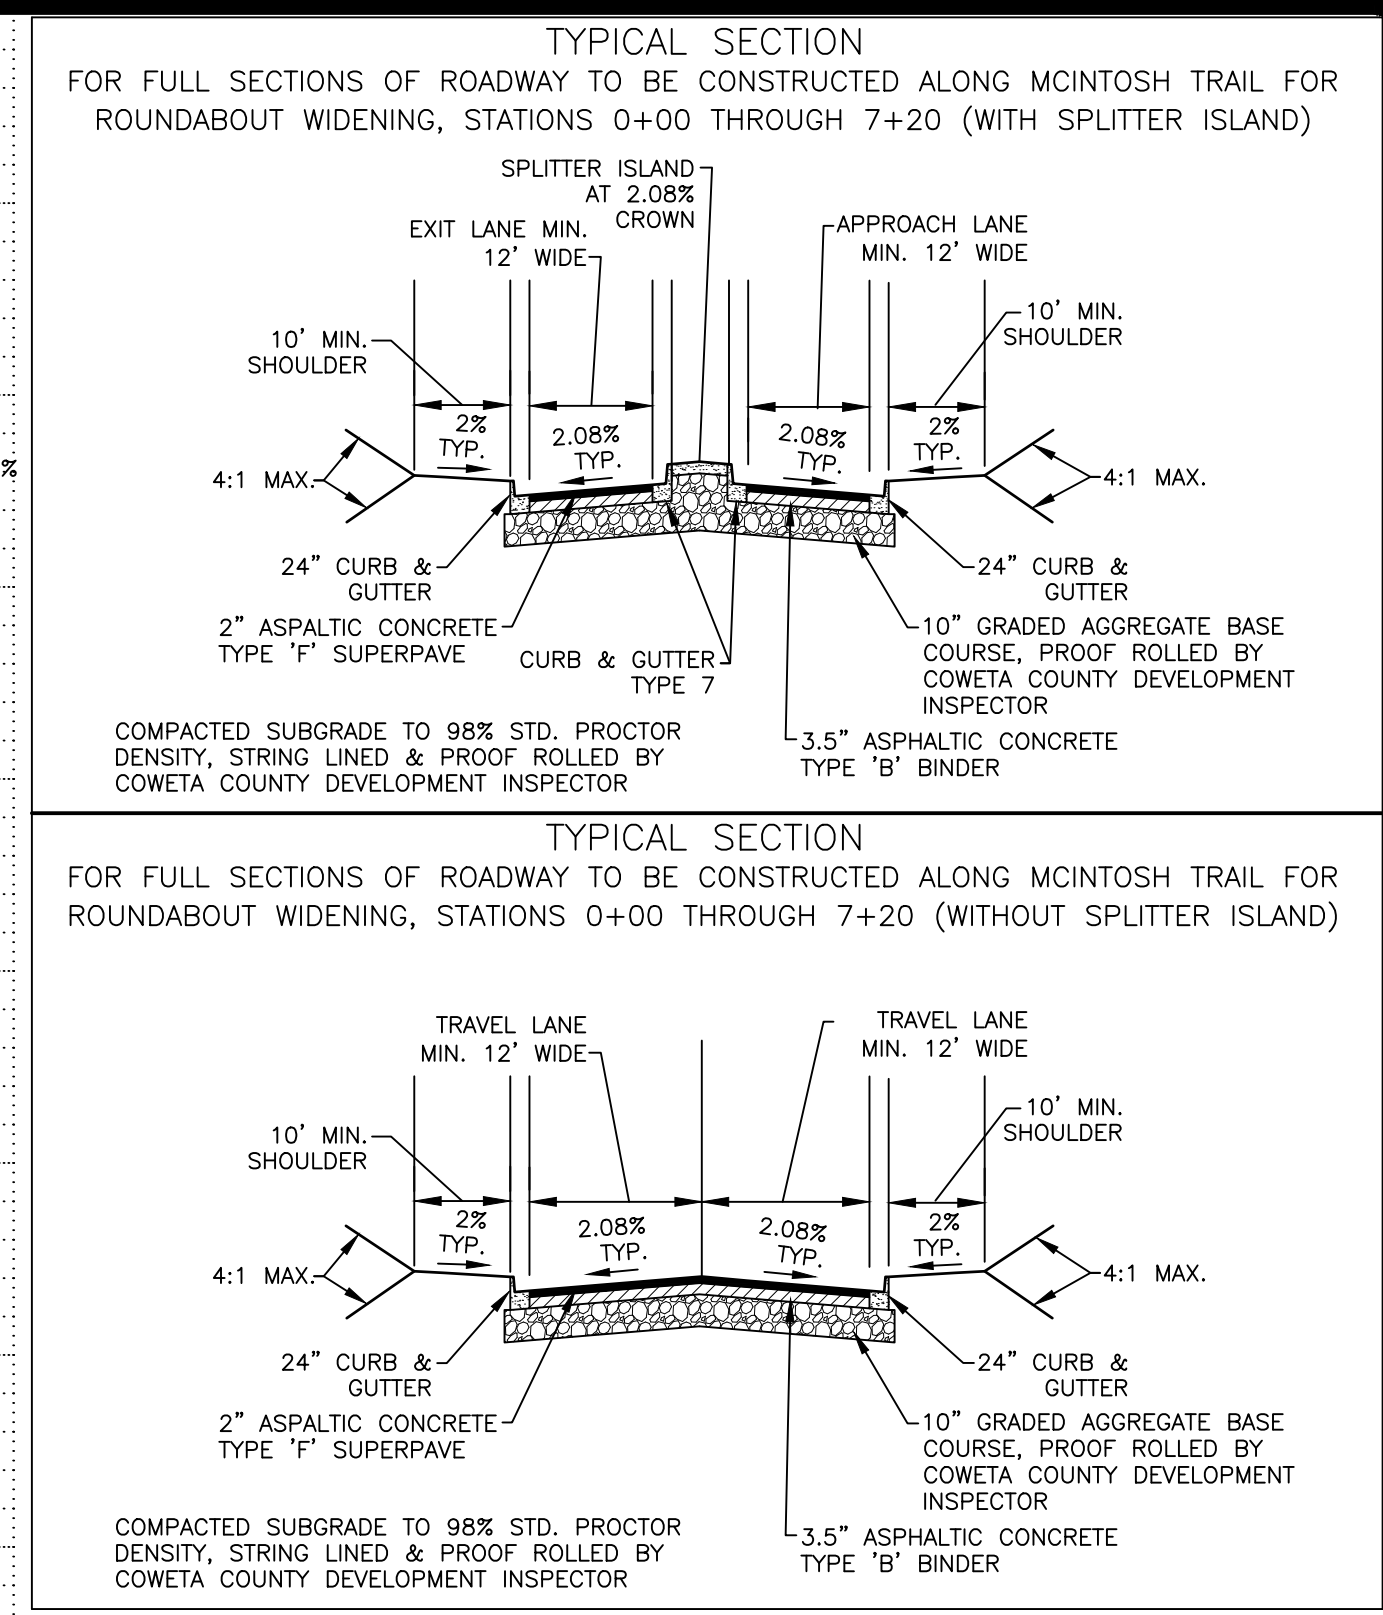 TYPICAL SECTION
FOR FULL SECTIONS OF ROADWAY TO BE CONSTRUCTED ALONG MCINTOSH TRAIL FOR
ROUNDABOUT WIDENING, STATIONS 0+00 THROUGH 7+20 (WITH SPLITTER ISLAND)
SPLITTER ISLAND
AT 2.08%
CROWN
EXIT LANE MIN.
12' WIDE
APPROACH LANE
MIN. 12' WIDE
10' MIN.
SHOULDER
10' MIN.
SHOULDER
2%
TYP.
2.08%
TYP.
2.08%
TYP.
2%
TYP.
%
4:1 MAX.
4:1 MAX.
24" CURB &
GUTTER
24" CURB &
GUTTER
2" ASPALTIC CONCRETE
TYPE 'F' SUPERPAVE
CURB & GUTTER
TYPE 7
10" GRADED AGGREGATE BASE
COURSE, PROOF ROLLED BY
COWETA COUNTY DEVELOPMENT
INSPECTOR
COMPACTED SUBGRADE TO 98% STD. PROCTOR
DENSITY, STRING LINED & PROOF ROLLED BY
COWETA COUNTY DEVELOPMENT INSPECTOR
3.5" ASPHALTIC CONCRETE
TYPE 'B' BINDER
TYPICAL SECTION
FOR FULL SECTIONS OF ROADWAY TO BE CONSTRUCTED ALONG MCINTOSH TRAIL FOR
ROUNDABOUT WIDENING, STATIONS 0+00 THROUGH 7+20 (WITHOUT SPLITTER ISLAND)
TRAVEL LANE
MIN. 12' WIDE
TRAVEL LANE
MIN. 12' WIDE
10' MIN.
SHOULDER
10' MIN.
SHOULDER
2%
TYP.
2.08%
TYP.
2.08%
TYP.
2%
TYP.
4:1 MAX.
4:1 MAX.
24" CURB &
GUTTER
24" CURB &
GUTTER
2" ASPALTIC CONCRETE
TYPE 'F' SUPERPAVE
10" GRADED AGGREGATE BASE
COURSE, PROOF ROLLED BY
COWETA COUNTY DEVELOPMENT
INSPECTOR
COMPACTED SUBGRADE TO 98% STD. PROCTOR
DENSITY, STRING LINED & PROOF ROLLED BY
COWETA COUNTY DEVELOPMENT INSPECTOR
3.5" ASPHALTIC CONCRETE
TYPE 'B' BINDER